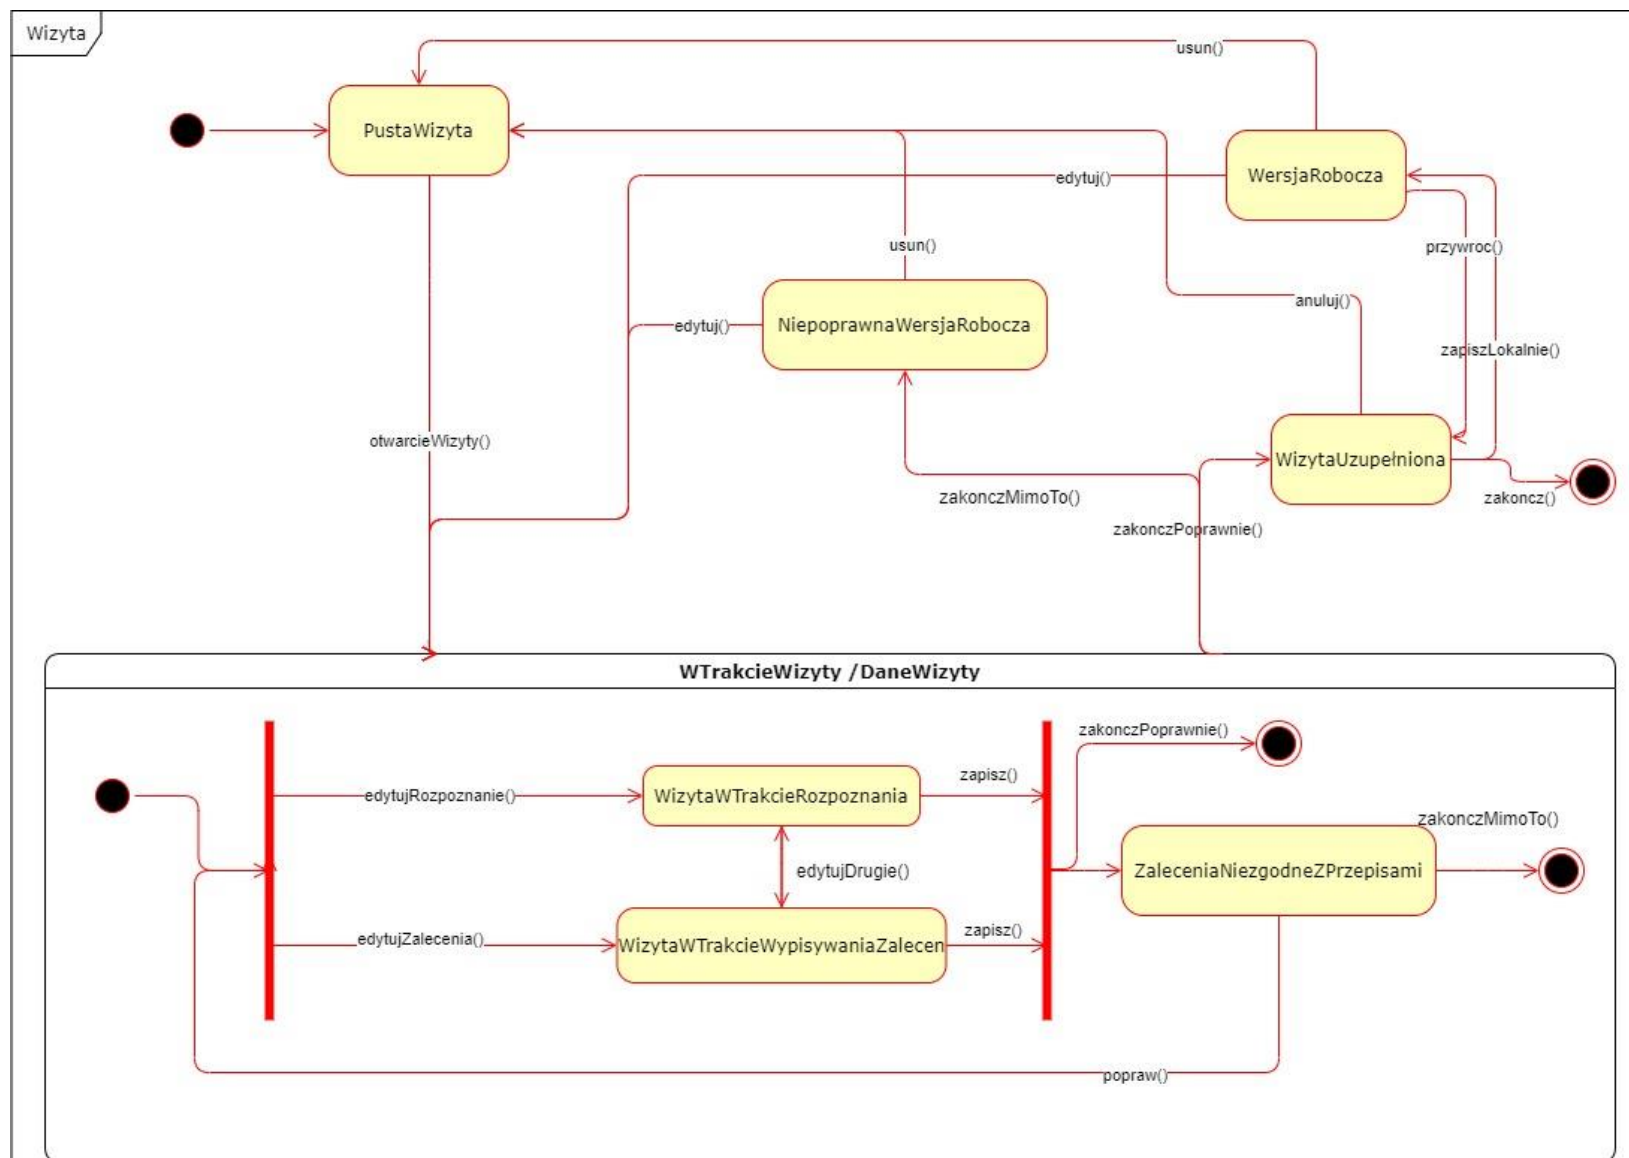 Wizyta
usun()
PustaWizyta
WersjaRobocza
edytuj()
usun()
przywroc()
anuluj()
NiepoprawnaWersjaRobocza
edytuj()
zapiszLokalnie()
otwarcieWizyty()
WizytaUzupełniona
zakonczMimoTo()
zakoncz()
zakonczPoprawnie()
WTrakcieWizyty /DaneWizyty
zakonczPoprawnie()
edytujRozpoznanie()
WizytaWTrakcieRozpoznania
zapisz()
zakonczMimoTo()
edytujDrugie()
ZaleceniaNiezgodneZPrzepisami
edytujZalecenia()
WizytaWTrakcieWypisywaniaZalecen
zapisz()
popraw()